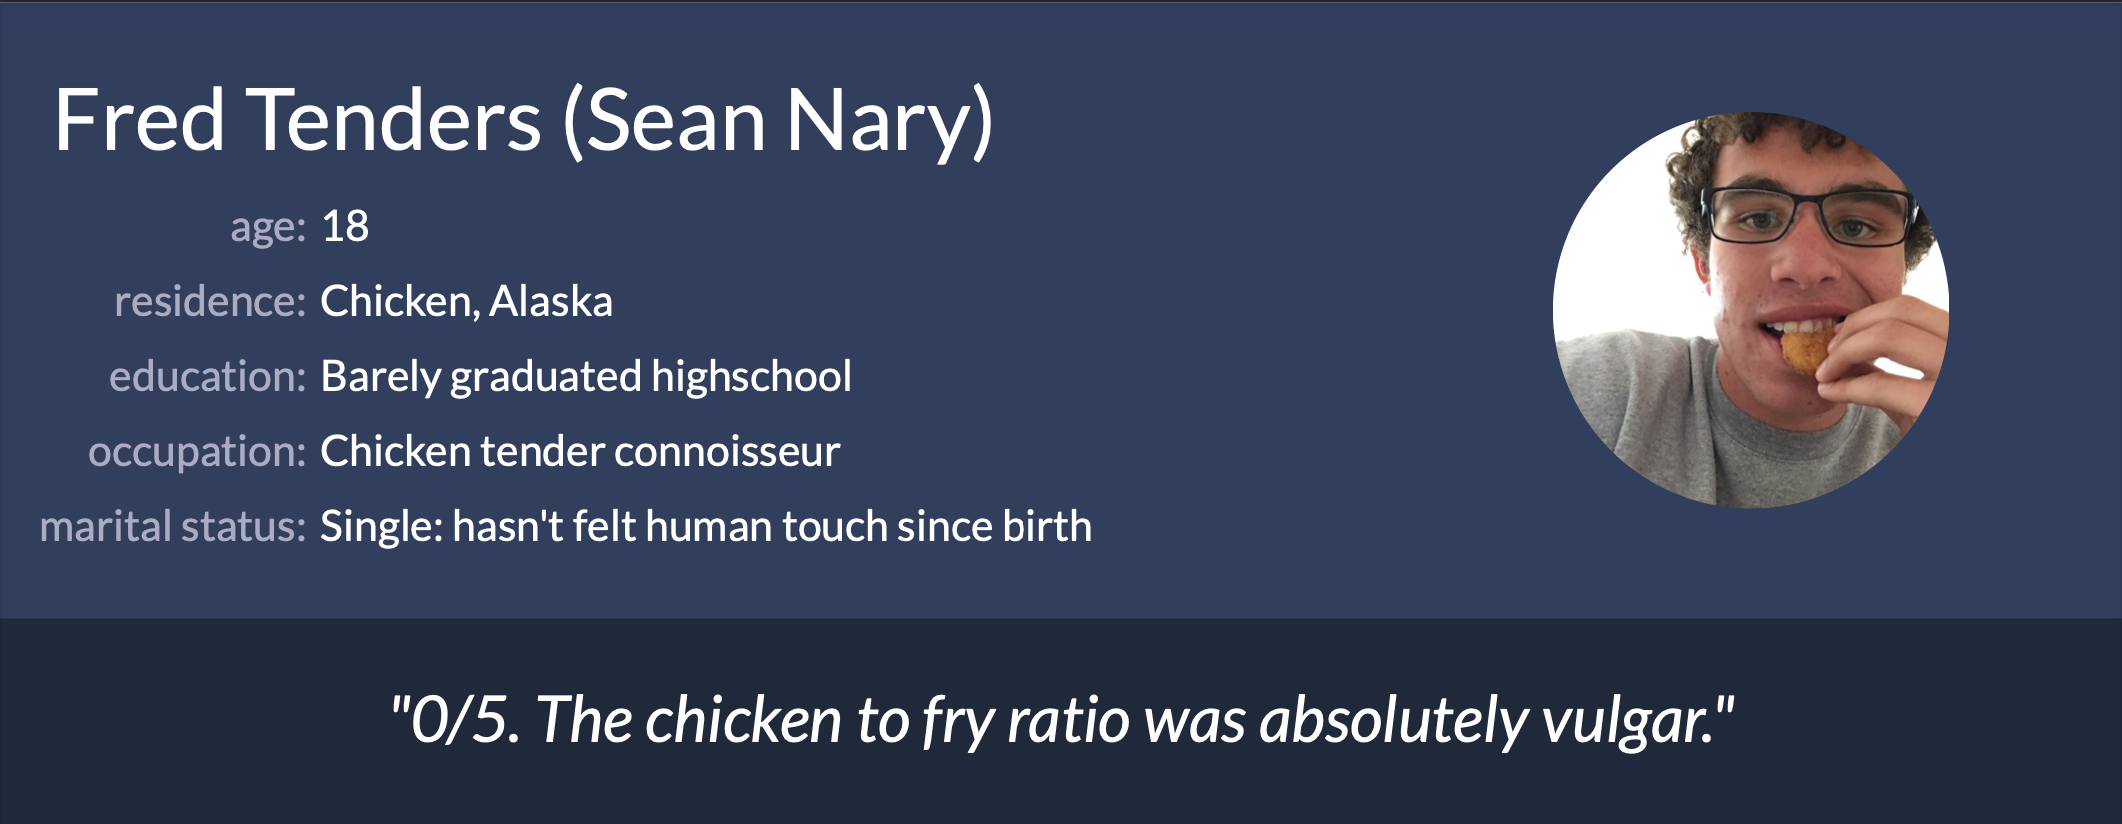 Fred Tenders (Sean Nary)
age: 18
residence: Chicken, Alaska
education: Barely graduated highschool
occupation: Chicken tender connoisseur
marital status: Single: hasn't felt human touch since birth
"0/5. The chicken to fry ratio was absolutely vulgar."